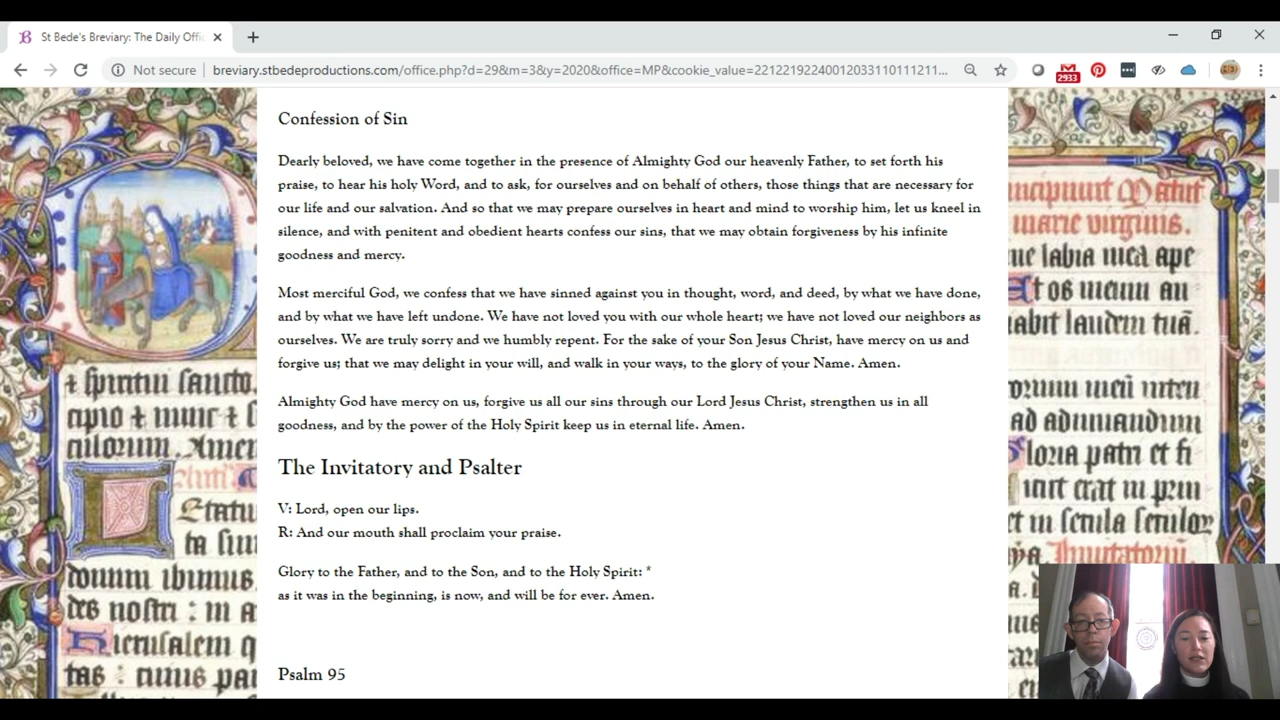 St Bede's Breviary: The Daily Offi
Not secure
breviary.stbedeproductions.com/office.php?d=29&m=3&y=2020&office=MP&cookie_value=22122192240012033110111211...
2933
Confession of Sin
Dearly beloved, we have come together in the presence of Almighty God our heavenly Father, to set forth his
praise, to hear his holy Word, and to ask, for ourselves and on behalf of others, those things that are necessary for
our life and our salvation. And so that we may prepare ourselves in heart and mind to worship him, let us kneel in
silence, and with penitent and obedient hearts confess our sins, that we may obtain forgiveness by his infinite
goodness and mercy.
Most merciful God, we confess that we have sinned against you in thought, word, and deed, by what we have done,
and by what we have left undone. We have not loved you with our whole heart; we have not loved our neighbors as
ourselves. We are truly sorry and we humbly repent. For the sake of your Son Jesus Christ, have mercy on us and
forgive us; that we may delight in your will, and walk in your ways, to the glory of your Name. Amen.
Almighty God have mercy on us, forgive us all our sins through our Lord Jesus Christ, strengthen us in all
goodness, and by the power of the Holy Spirit keep us in eternal life. Amen.
The Invitatory and Psalter
V: Lord, open our lips.
R: And our mouth shall proclaim your praise.
Glory to the Father, and to the Son, and to the Holy Spirit: *
as it was in the beginning, is now, and will be for ever. Amen.
Psalm 95